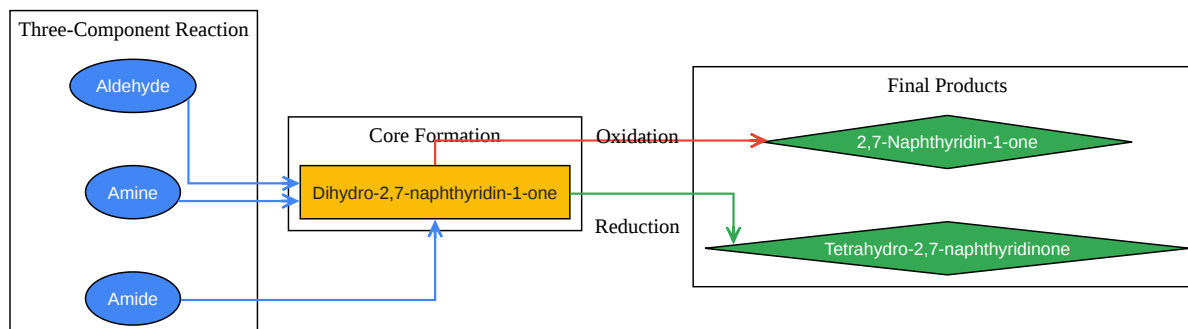 Three-Component Reaction
Aldehyde
Amine
Amide
Core Formation
Dihydro-2,7-naphthyridin-1-one
Oxidation
Reduction
Final Products
2,7-Naphthyridin-1-one
Tetrahydro-2,7-naphthyridinone